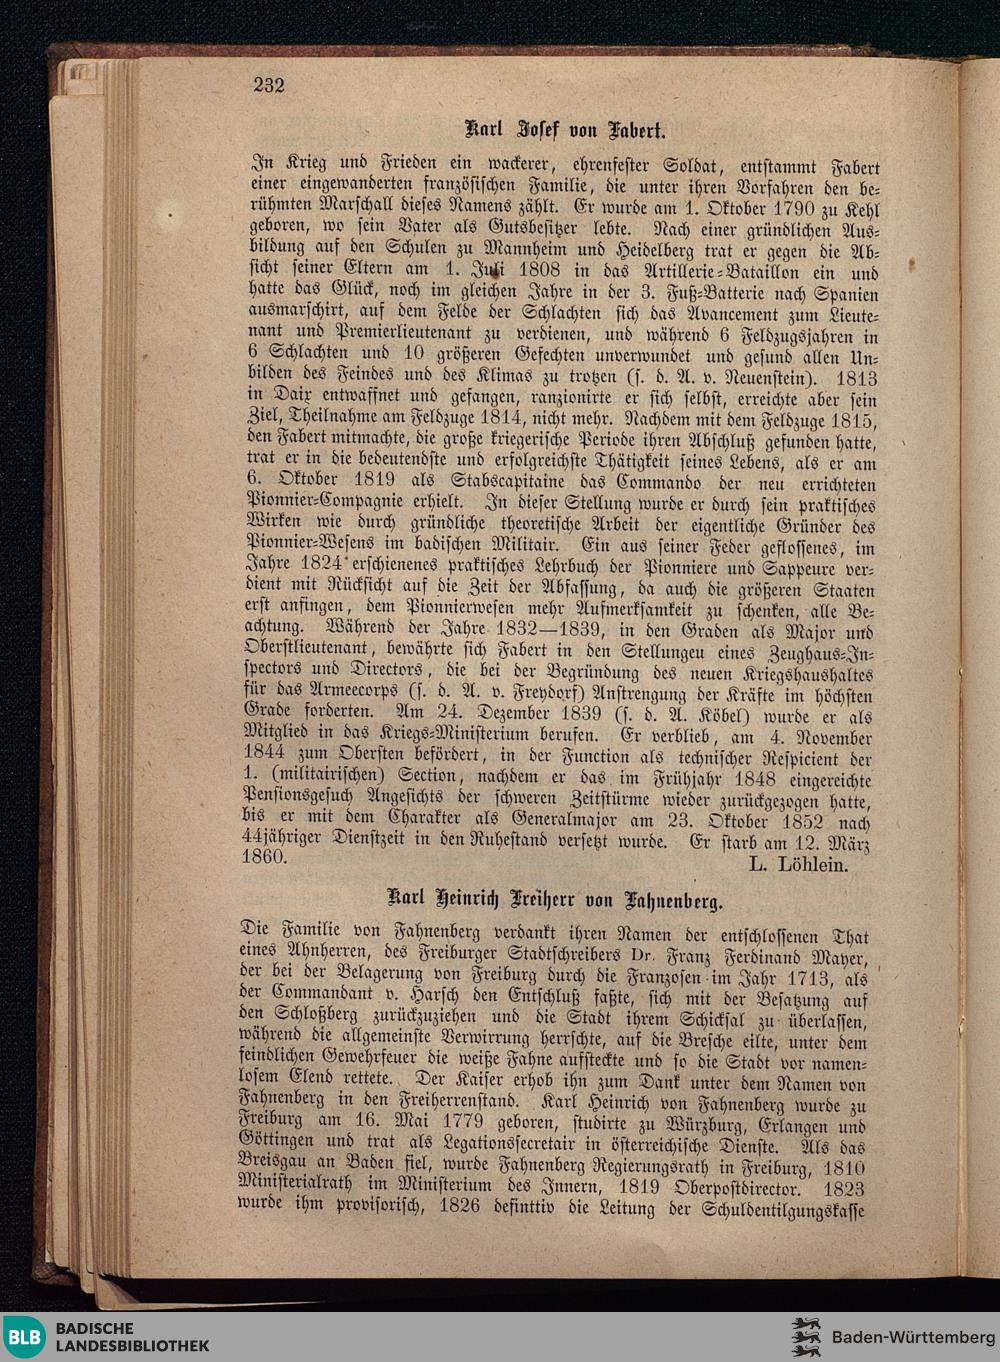 232
Karl Josef von Fabert.
In Krieg und Frieden ein wackerer, ehrenfester Soldat, entstammt Fabert
einer eingewanderten französischen Familie, die unter ihren Vorfahren den be-
rühmten Marschall dieses Namens zählt. Er wurde am 1. Oktober 1790 zu Kehl
geboren, wo sein Vater als Gutsbesitzer lebte. Nach einer gründlichen Aus-
bildung auf den Schulen zu Mannheim und Heidelberg trat er gegen die Ab-
sicht seiner Eltern am 1. Juli 1808 in das Artillerie-Bataillon ein und
hatte das Glück, noch im gleichen Jahre in der 3. Fuß-Batterie nach Spanien
ausmarschirt, auf dem Felde der Schlachten sich das Avancement zum Lieute-
nant und Premierlieutenant zu verdienen, und während 6 Feldzugsjahren in
6 Schlachten und 10 größeren Gefechten unverwundet und gesund allen Un-
bilden des Feindes und des Klimas zu trotzen (s. d. A. v. Neuenstein). 1813
in Daix entwaffnet und gefangen, ranzionirte er sich selbst, erreichte aber sein
Ziel, Theilnahme am Feldzuge 1814, nicht mehr. Nachdem mit dem Feldzuge 1815,
den Fabert mitmachte, die große kriegerische Periode ihren Abschluß gefunden hatte,
trat er in die bedeutendste und erfolgreichste Thätigkeit seines Lebens, als er am
6. Oktober 1819 als Stabscapitaine das Commando der neu errichteten
Pionnier-Compagnie erhielt. In dieser Stellung wurde er durch sein praktisches
Wirken wie durch gründliche theoretische Arbeit der eigentliche Gründer des
Pionnier-Wesens im badischen Militair. Ein aus seiner Feder geflossenes, im
Jahre 1824 erschienenes praktisches Lehrbuch der Pionniere und Sappeure ver-
dient mit Rücksicht auf die Zeit der Abfassung, da auch die größeren Staaten
erst anfingen, dem Pionnierwesen mehr Aufmerksamkeit zu schenken, alle Be-
achtung. Während der Jahre 1832—1839, in den Graden als Major und
Oberstlieutenant, bewährte sich Fabert in den Stellungen eines Zeughaus-In-
spectors und Directors, die bei der Begründung des neuen Kriegshaushaltes
für das Armeecorps (s. d. A. v. Freydorf) Anstrengung der Kräfte im höchsten
Grade forderten. Am 24. Dezember 1839 (s. d. A. Köbel) wurde er als
Mitglied in das Kriegs-Ministerium berufen. Er verblieb, am 4. November
1844 zum Obersten befördert, in der Function als technischer Respicient der
1. (militairischen) Section, nachdem er das im Frühjahr 1848 eingereichte
Pensionsgesuch Angesichts der schweren Zeitstürme wieder zurückgezogen hatte,
bis er mit dem Charakter als Generalmajor am 23. Oktober 1852 nach
44jähriger Dienstzeit in den Ruhestand versetzt wurde. Er starb am 12. März
1860. L. Löhlein.
Karl Heinrich Freiherr von Fahnenberg.
Die Familie von Fahnenberg verdankt ihren Namen der entschlossenen That
eines Ahnherren, des Freiburger Stadtschreibers Dr. Franz Ferdinand Mayer,
der bei der Belagerung von Freiburg durch die Franzosen im Jahr 1713, als
der Commandant v. Harsch den Entschluß faßte, sich mit der Besatzung auf
den Schloßberg zurückzuziehen und die Stadt ihrem Schicksal zu überlassen,
während die allgemeinste Verwirrung herrschte, auf die Bresche eilte, unter dem
feindlichen Gewehrfeuer die weiße Fahne aufsteckte und so die Stadt vor namen-
losem Elend rettete. Der Kaiser erhob ihn zum Dank unter dem Namen von
Fahnenberg in den Freiherrenstand. Karl Heinrich von Fahnenberg wurde zu
Freiburg am 16. Mai 1779 geboren, studirte zu Würzburg, Erlangen und
Göttingen und trat als Legationssecretair in österreichische Dienste. Als das
Breisgau an Baden fiel, wurde Fahnenberg Regierungsrath in Freiburg, 1810
Ministerialrath im Ministerium des Innern, 1819 Oberpostdirector. 1823
wurde ihm provisorisch, 1826 definitiv die Leitung der Schuldentilgungskasse
BLB BADISCHE
LANDESBIBLIOTHEK
Baden-Württemberg